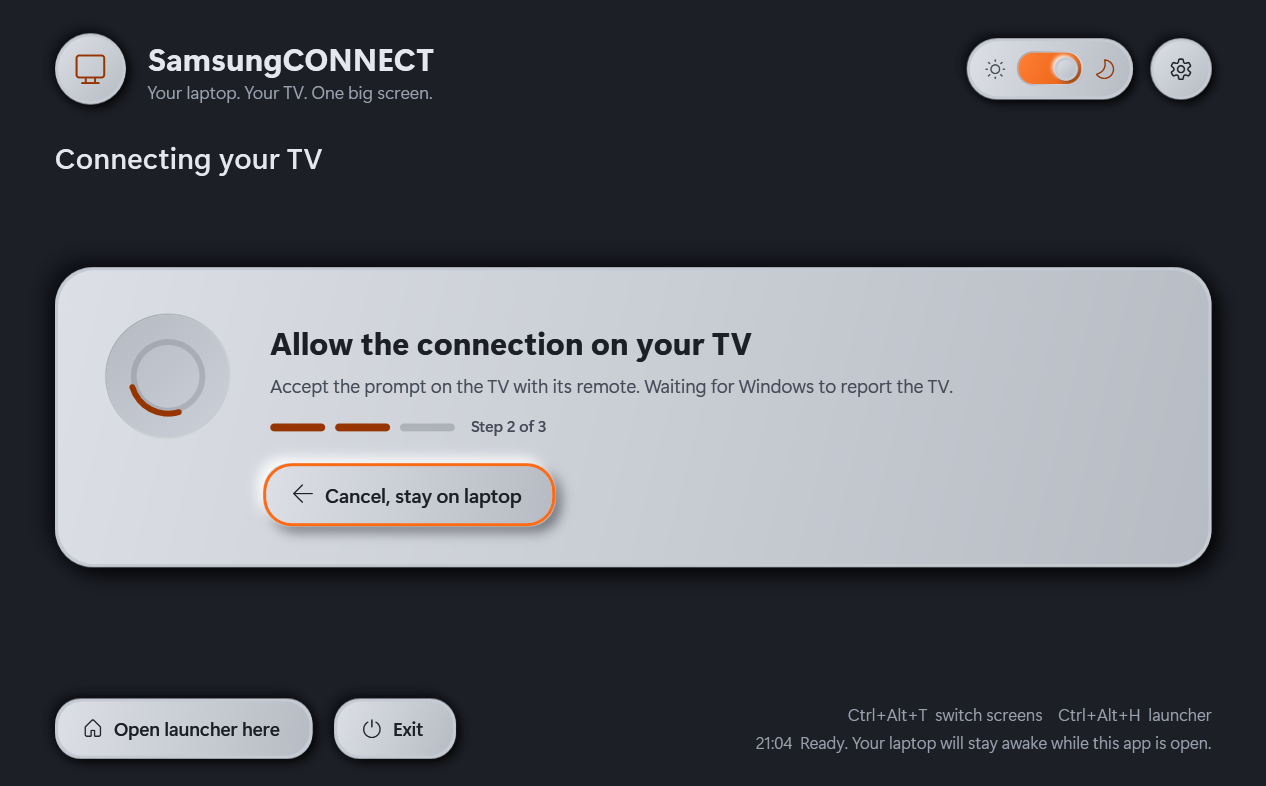 SamsungCONNECT
Your laptop. Your TV. One big screen.
Connecting your TV
Allow the connection on your TV
Accept the prompt on the TV with its remote. Waiting for Windows to report the TV.
Step 2 of 3
Cancel, stay on laptop
Open launcher here
Exit
Ctrl+Alt+T switch screens Ctrl+Alt+H launcher
21:04 Ready. Your laptop will stay awake while this app is open.